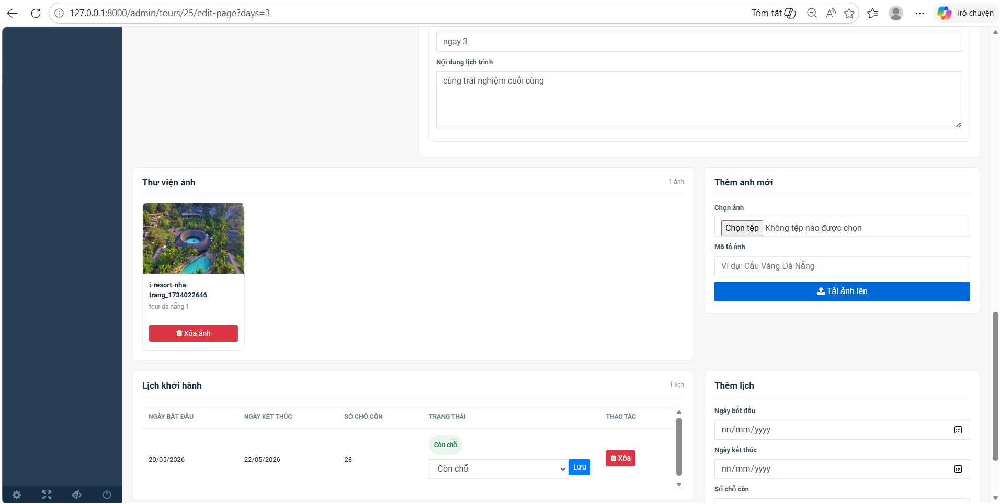 127.0.0.1:8000/admin/tours/25/edit-page?days=3
Tóm tắt
Trò chuyện
ngay 3
Nội dung lịch trình
cùng trải nghiệm cuối cùng
Thư viện ảnh
1 ảnh
i-resort-nha-
trang_1734022646
tour đà nẵng 1
Xóa ảnh
Thêm ảnh mới
Chọn ảnh
Chọn tệp Không tệp nào được chọn
Mô tả ảnh
Ví dụ: Cầu Vàng Đà Nẵng
Tải ảnh lên
Lịch khởi hành
1 lịch
NGÀY BẮT ĐẦU NGÀY KẾT THÚC SỐ CHỖ CÒN TRẠNG THÁI THAO TÁC
Còn chỗ
20/05/2026 22/05/2026 28 Còn chỗ Lưu Xóa
Thêm lịch
Ngày bắt đầu
nn/mm/yyyy
Ngày kết thúc
nn/mm/yyyy
Số chỗ còn